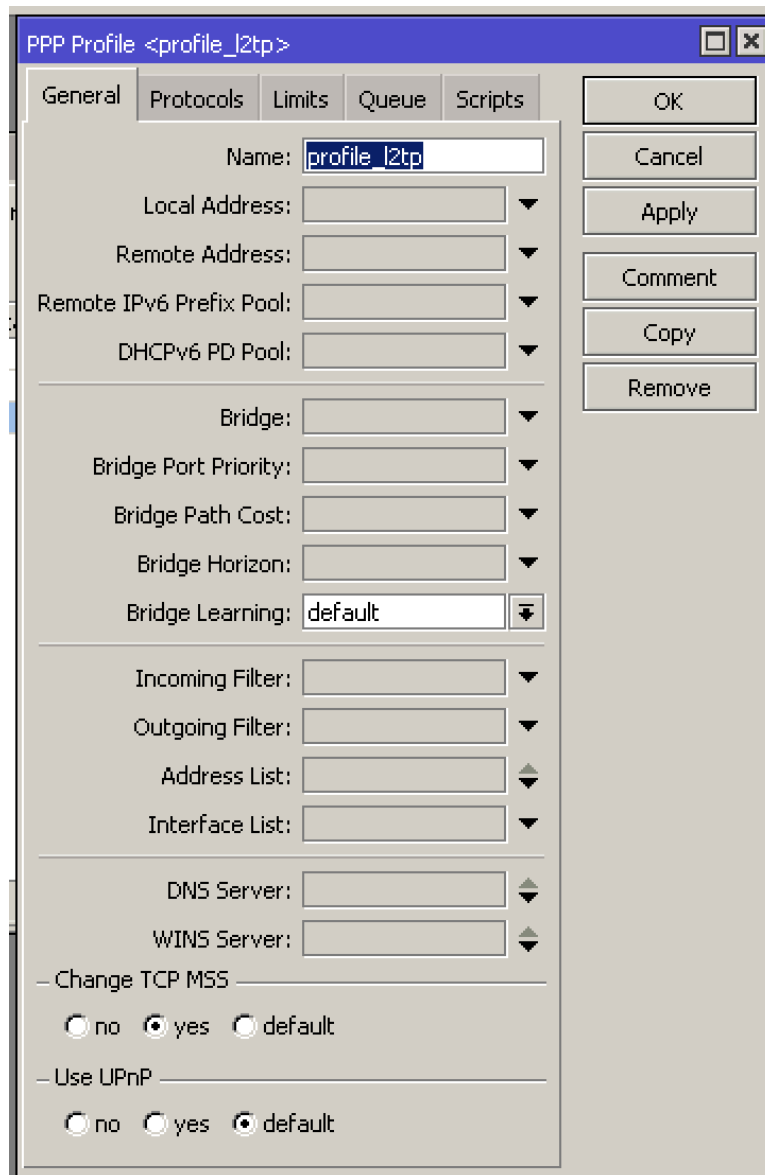 PPP Profile <profile_l2tp>
General Protocols Limits Queue Scripts
Name: profile_l2tp
Local Address:
Remote Address:
Remote IPv6 Prefix Pool:
DHCPv6 PD Pool:
Bridge:
Bridge Port Priority:
Bridge Path Cost:
Bridge Horizon:
Bridge Learning: default
Incoming Filter:
Outgoing Filter:
Address List:
Interface List:
DNS Server:
WINS Server:
Change TCP MSS
no yes default
Use UPnP
no yes default
OK
Cancel
Apply
Comment
Copy
Remove